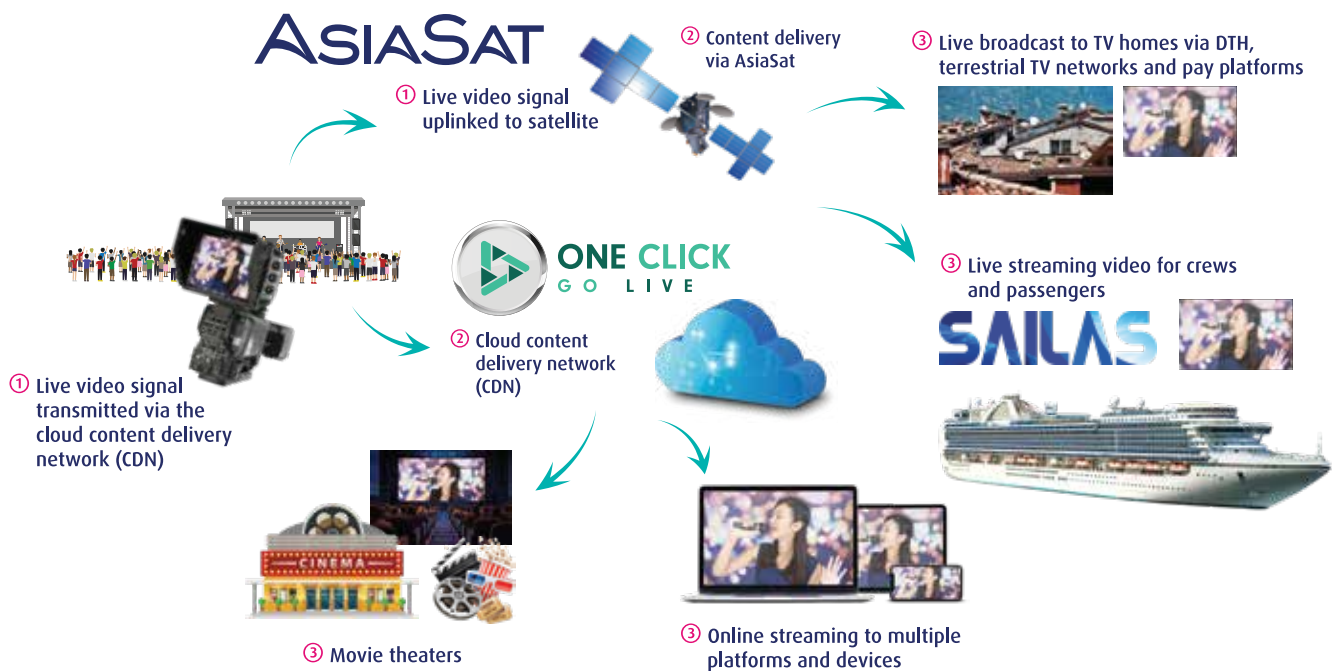 ASIASAT
① Live video signal
uplinked to satellite
② Content delivery
via AsiaSat
③ Live broadcast to TV homes via DTH,
terrestrial TV networks and pay platforms
ONE CLICK
GO LIVE
③ Live streaming video for crews
and passengers
SAILAS
① Live video signal
transmitted via the
cloud content delivery
network (CDN)
② Cloud content
delivery network
(CDN)
CINEMA
③ Movie theaters
③ Online streaming to multiple
platforms and devices